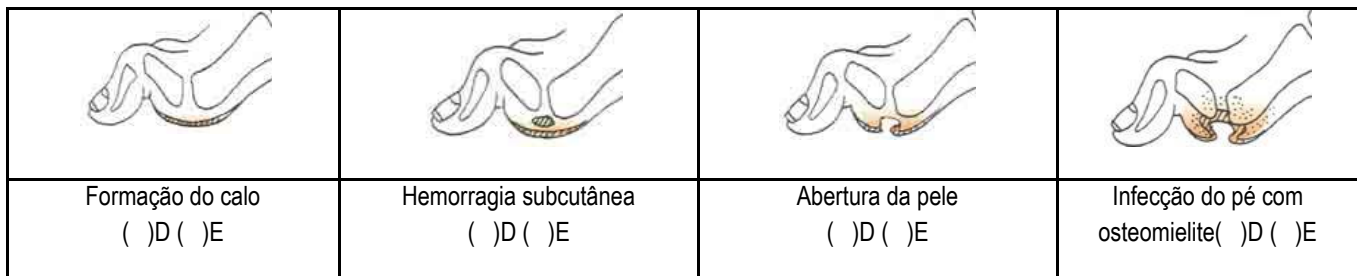 Formação do calo
(   )D (   )E
Hemorragia subcutânea
(   )D (   )E
Abertura da pele
(   )D (   )E
Infecção do pé com
osteomielite(   )D (   )E